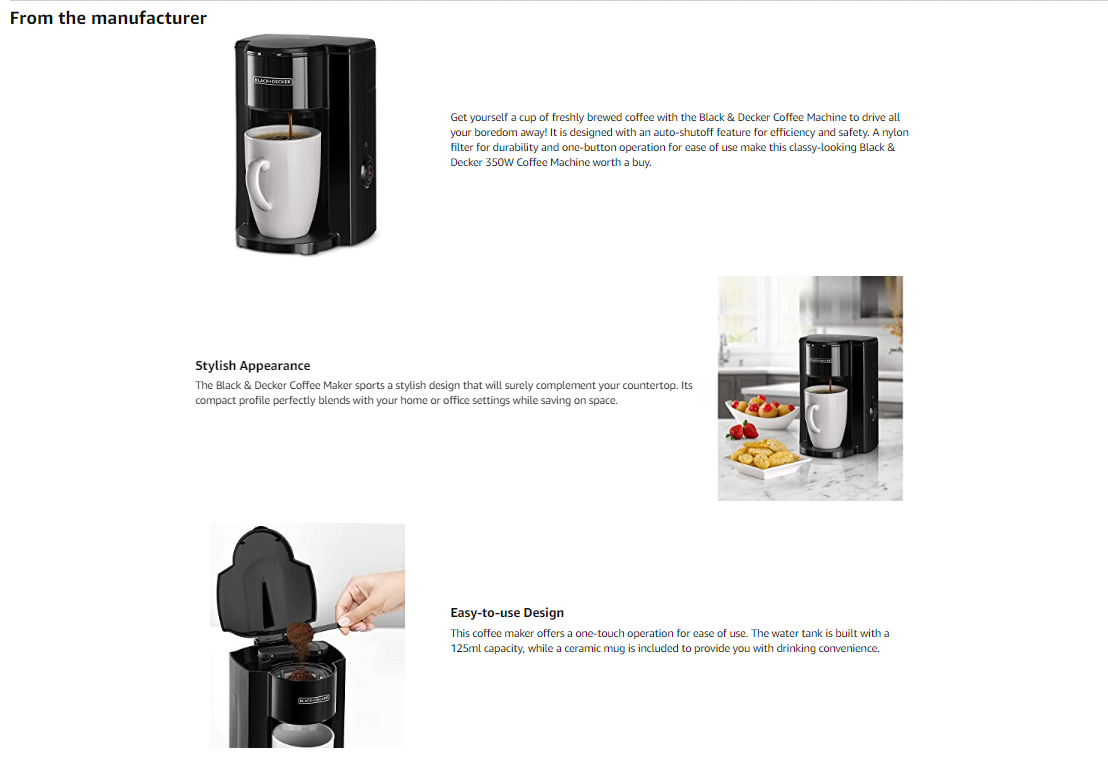 From the manufacturer
BLACK+DECKER
Get yourself a cup of freshly brewed coffee with the Black & Decker Coffee Machine to drive all
your boredom away! It is designed with an auto-shutoff feature for efficiency and safety. A nylon
filter for durability and one-button operation for ease of use make this classy-looking Black &
Decker 350W Coffee Machine worth a buy.
Stylish Appearance
The Black & Decker Coffee Maker sports a stylish design that will surely complement your countertop. Its
compact profile perfectly blends with your home or office settings while saving on space.
BLACK+DECKER
Easy-to-use Design
This coffee maker offers a one-touch operation for ease of use. The water tank is built with a
125ml capacity, while a ceramic mug is included to provide you with drinking convenience.
BLACK+DECKER